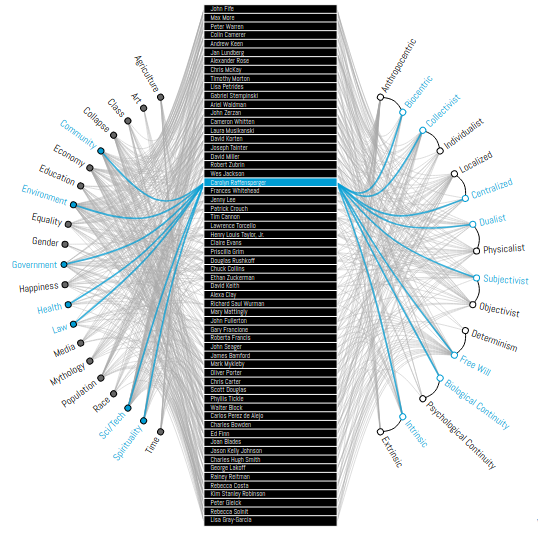 Agriculture
Art
Class
Collapse
Community
Economy
Education
Environment
Equality
Gender
Government
Happiness
Health
Law
Media
Mythology
Population
Race
Sci/Tech
Spirituality
Time
John Fife
Max More
Peter Warren
Colin Camerer
Andrew Keen
Jan Lundberg
Alexander Rose
Chris McKay
Timothy Morton
Lisa Petrides
Gabriel Stempinski
Ariel Waldman
John Zerzan
Cameron Whitten
Laura Musikanski
David Korten
Joseph Tainter
David Miller
Robert Zubrin
Wes Jackson
Carolyn Raffensperger
Frances Whitehead
Jenny Lee
Patrick Crouch
Tim Cannon
Lawrence Torcello
Henry Louis Taylor, Jr.
Claire Evans
Priscilla Grim
Douglas Rushkoff
Chuck Collins
Ethan Zuckerman
David Keith
Alexa Clay
Richard Saul Wurman
Mary Mattingly
John Fullerton
Gary Francione
Roberta Francis
John Seager
James Bamford
Mark Mykleby
Oliver Porter
Chris Carter
Scott Douglas
Phyllis Tickle
Walter Block
Carlos Perez de Alejo
Charles Bowden
Ed Finn
Joan Blades
Jason Kelly Johnson
Charles Hugh Smith
George Lakoff
Rainey Reitman
Rebecca Costa
Kim Stanley Robinson
Peter Gleick
Rebecca Solnit
Lisa Gray-Garcia
Anthropocentric
Biocentric
Collectivist
Individualist
Localized
Centralized
Dualist
Physicalist
Subjectivist
Objectivist
Determinism
Free Will
Biological Continuity
Psychological Continuity
Intrinsic
Extrinsic